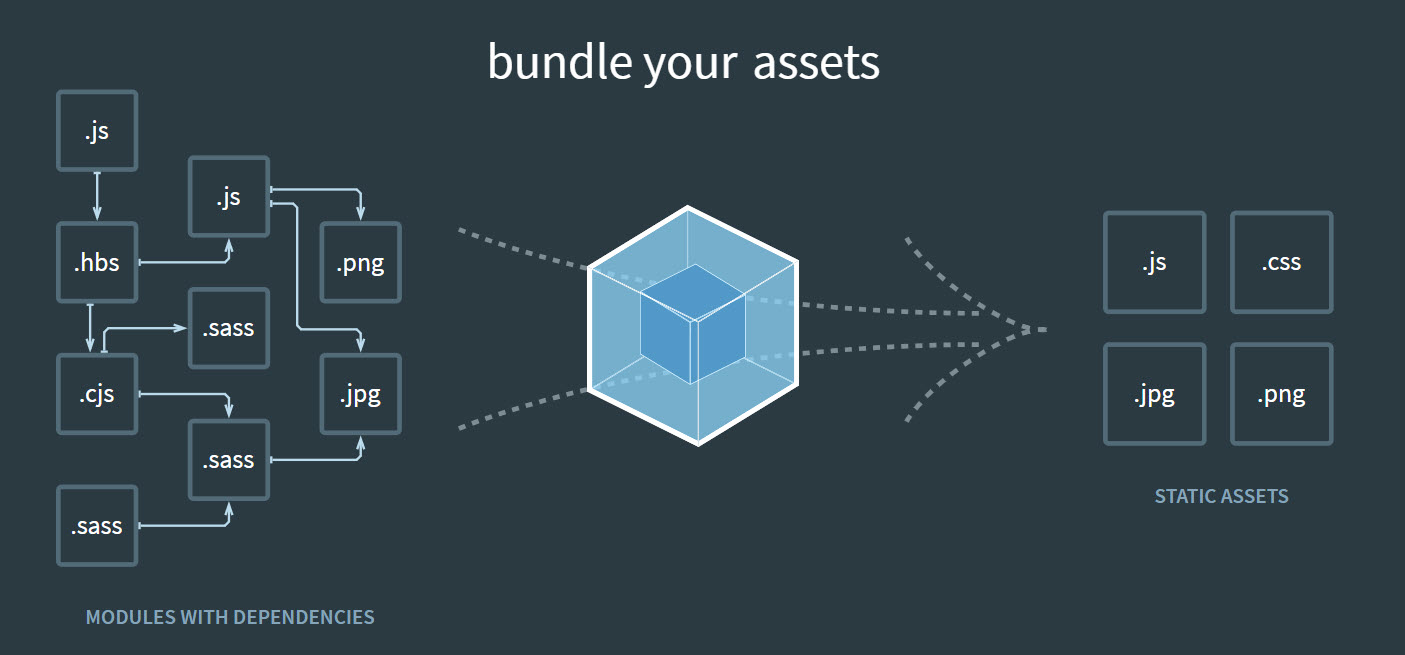 bundle your assets
.js
.js
.hbs
.png
.sass
.cjs
.jpg
.sass
.sass
MODULES WITH DEPENDENCIES
.js
.css
.jpg
.png
STATIC ASSETS